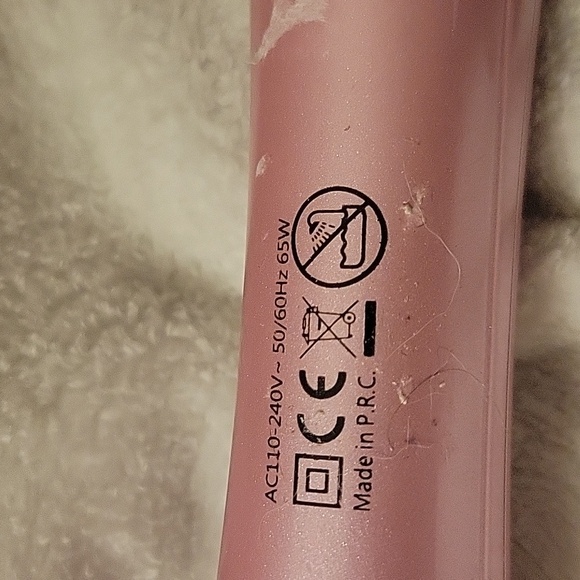 AC110-240V~ 50/60Hz 65W
CE
Made in P.R.C.